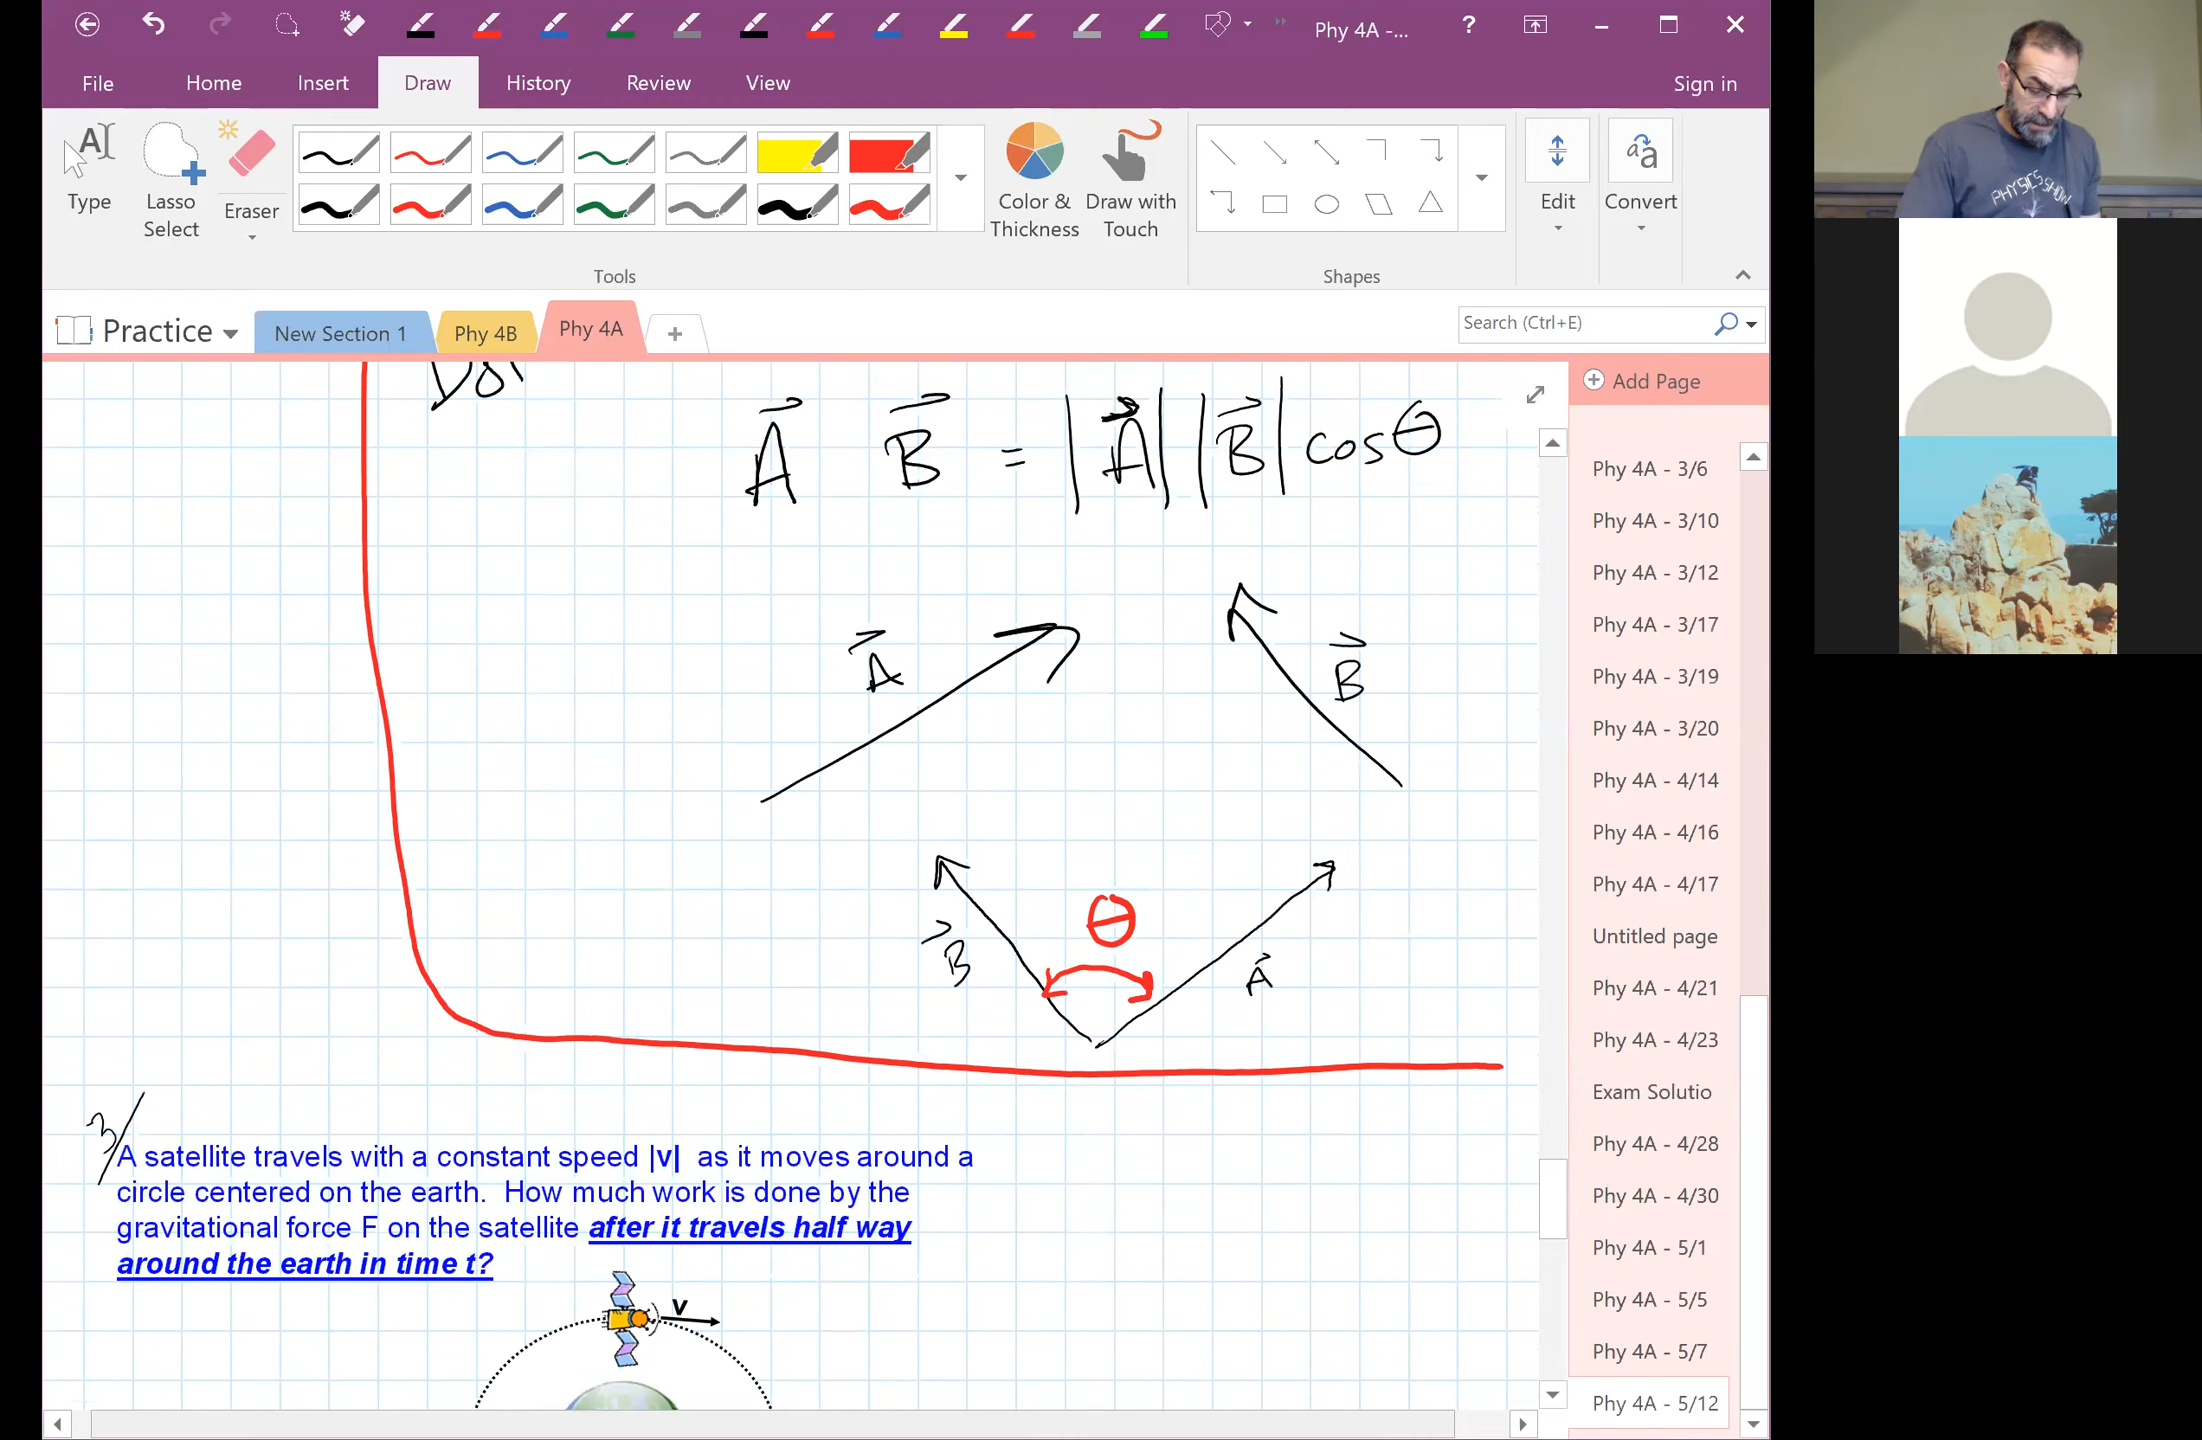 Phy 4A -...
?
File Home Insert Draw History Review View Sign in
Type
Lasso Select
Eraser
Color & Thickness
Draw with Touch
Edit
Convert
Tools
Shapes
Practice New Section 1 Phy 4B Phy 4A +
Search (Ctrl+E)
Add Page
A⃗ B⃗ = |A⃗| |B⃗| cosθ
A⃗
B⃗
θ
B⃗
A⃗
3/
A satellite travels with a constant speed |v| as it moves around a
circle centered on the earth. How much work is done by the
gravitational force F on the satellite after it travels half way
around the earth in time t?
v
Phy 4A - 3/6
Phy 4A - 3/10
Phy 4A - 3/12
Phy 4A - 3/17
Phy 4A - 3/19
Phy 4A - 3/20
Phy 4A - 4/14
Phy 4A - 4/16
Phy 4A - 4/17
Untitled page
Phy 4A - 4/21
Phy 4A - 4/23
Exam Solutio
Phy 4A - 4/28
Phy 4A - 4/30
Phy 4A - 5/1
Phy 4A - 5/5
Phy 4A - 5/7
Phy 4A - 5/12
PHYSICS SHOW